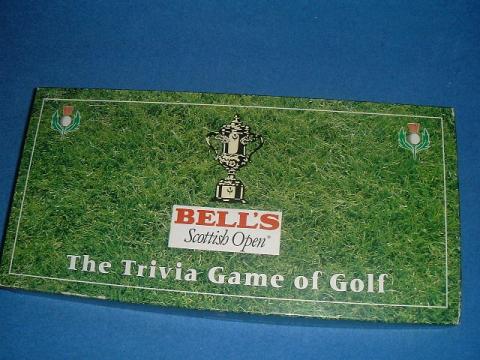 BELL'S
Scottish Open®
The Trivia Game of Golf